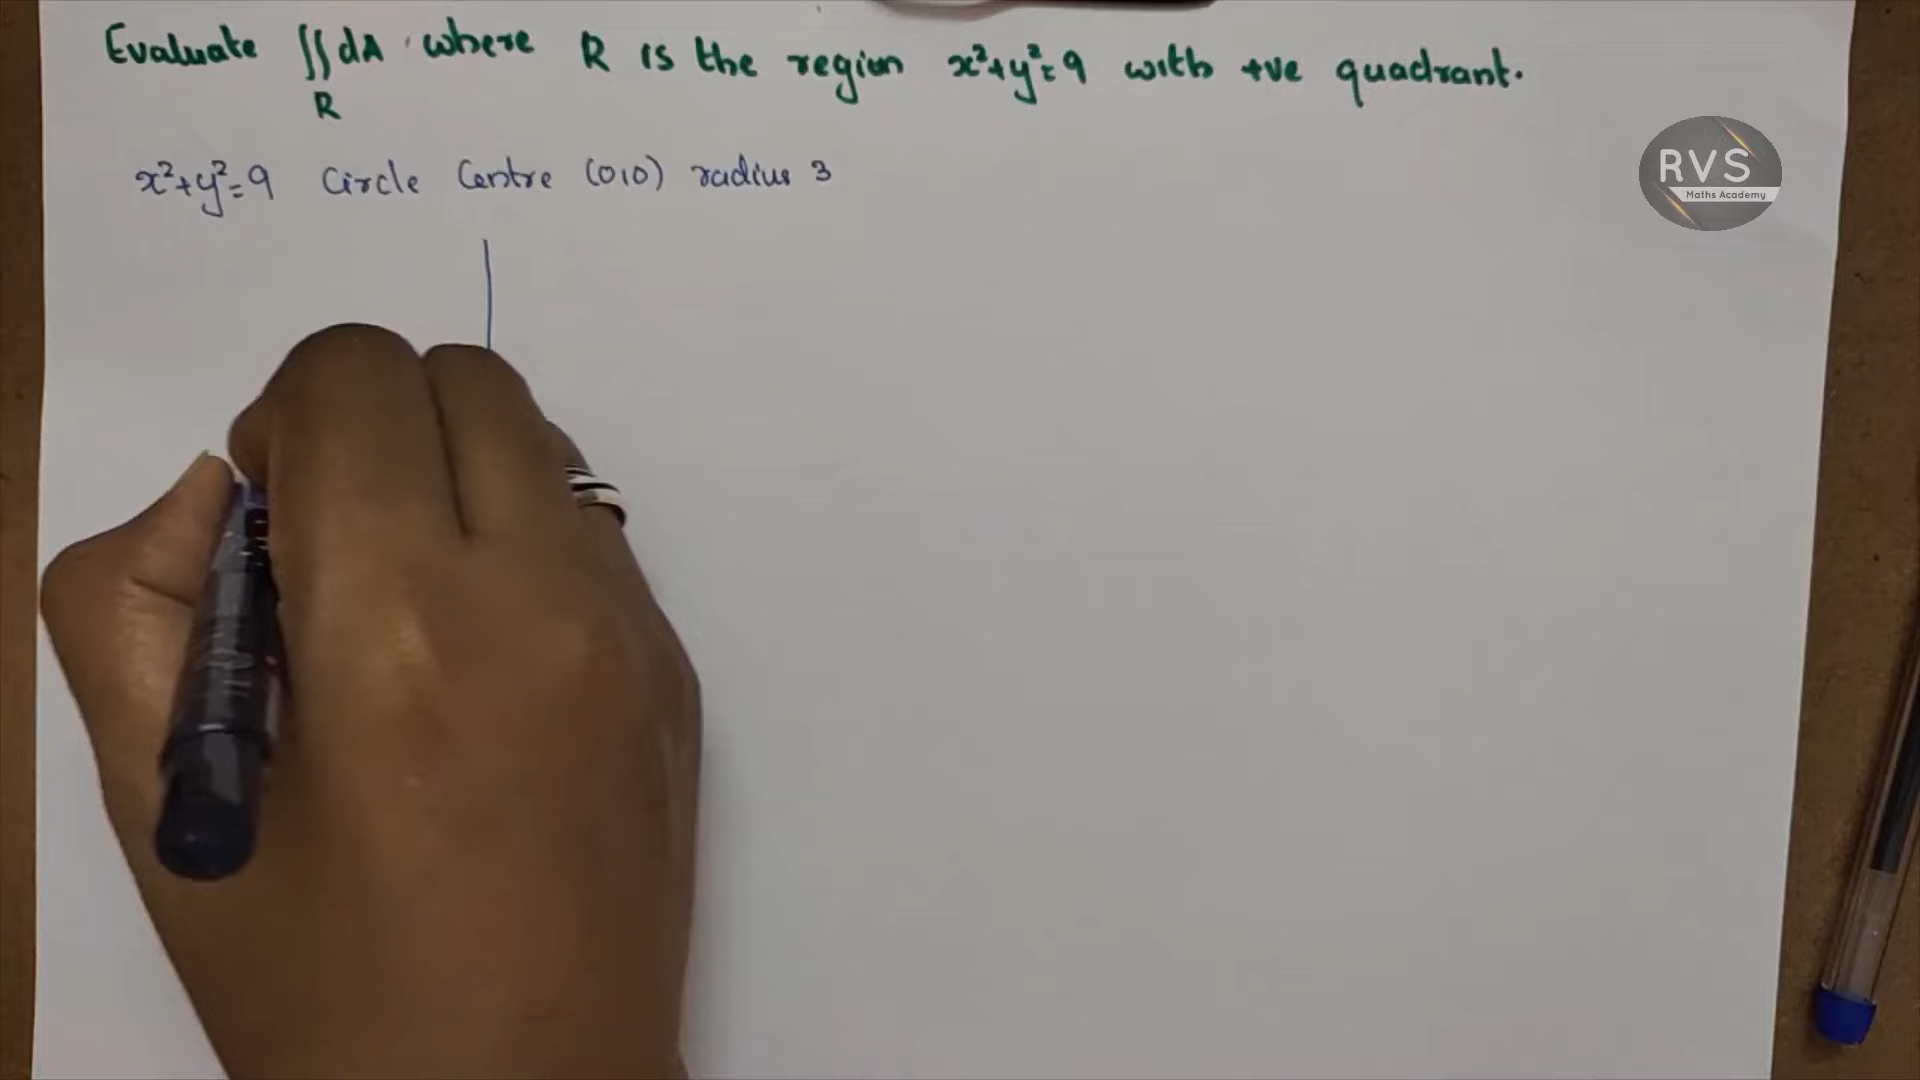 Evaluate ∬ dA where R is the region x²+y²=9 with +ve quadrant.
R
x²+y²=9 Circle Centre (0,0) radius 3
RVS
Maths Academy